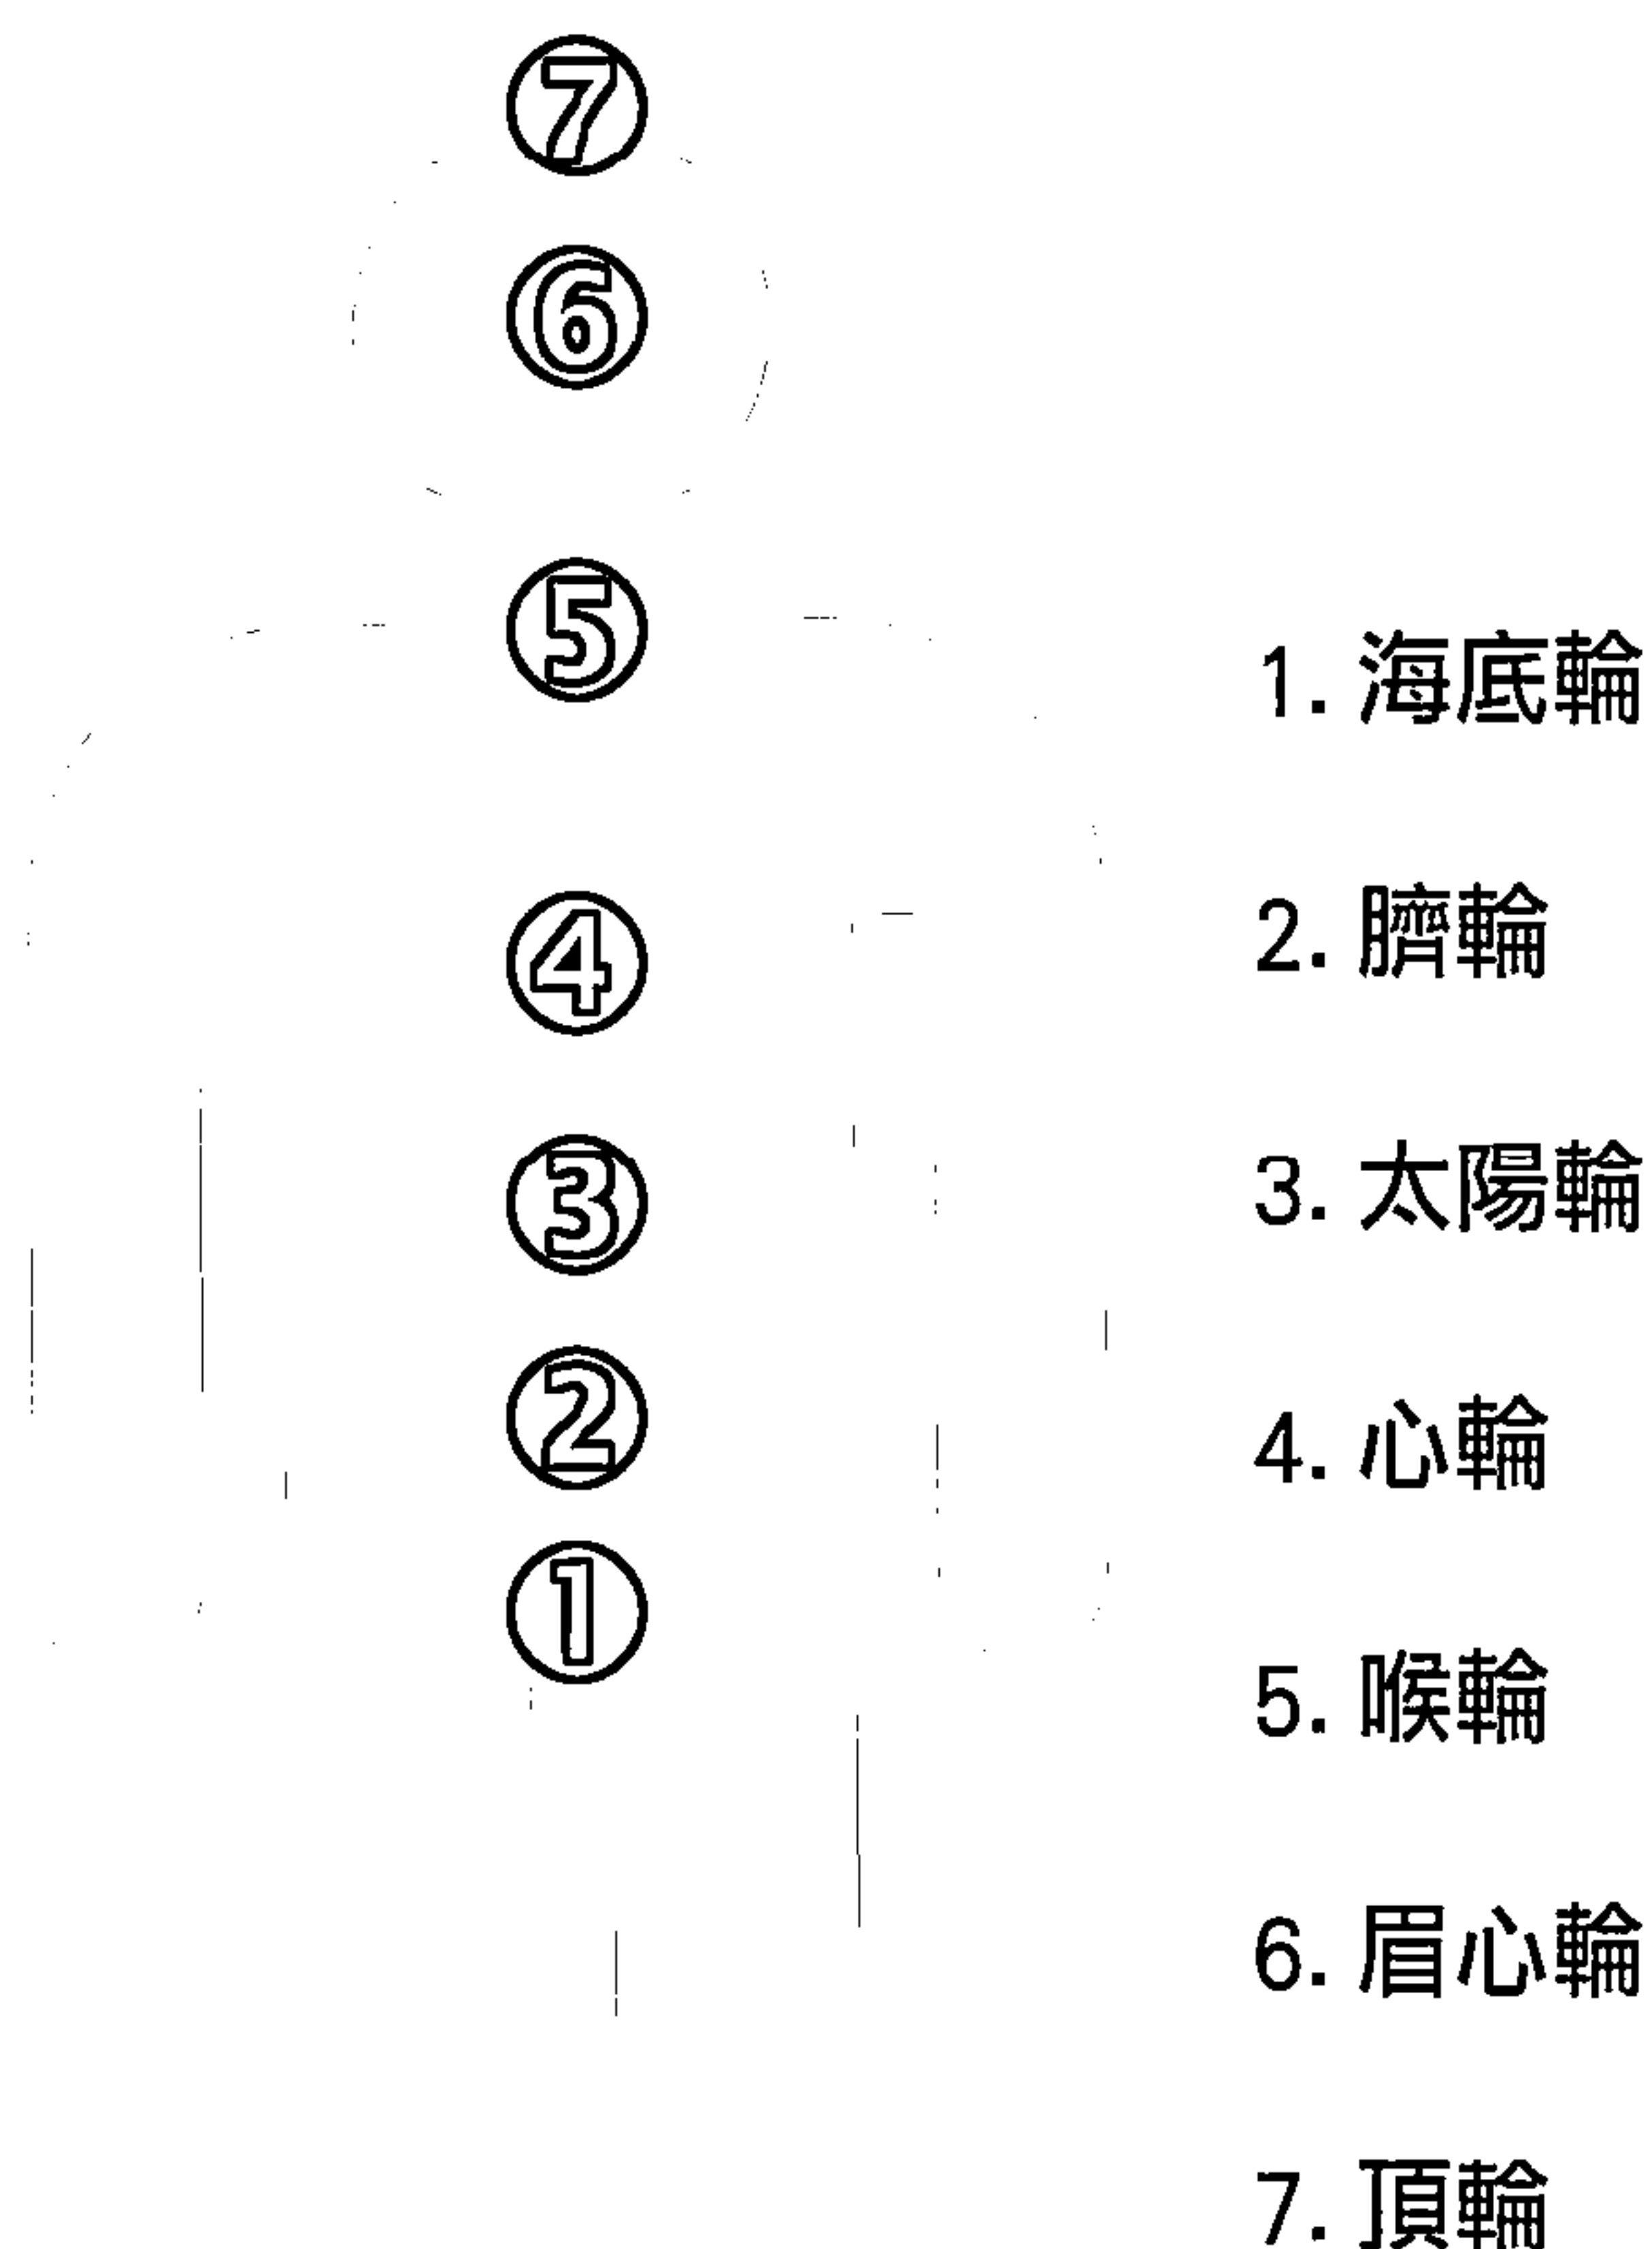 ⑦
⑥
⑤
④
③
②
①
1. 海底輪
2. 臍輪
3. 太陽輪
4. 心輪
5. 喉輪
6. 眉心輪
7. 頂輪